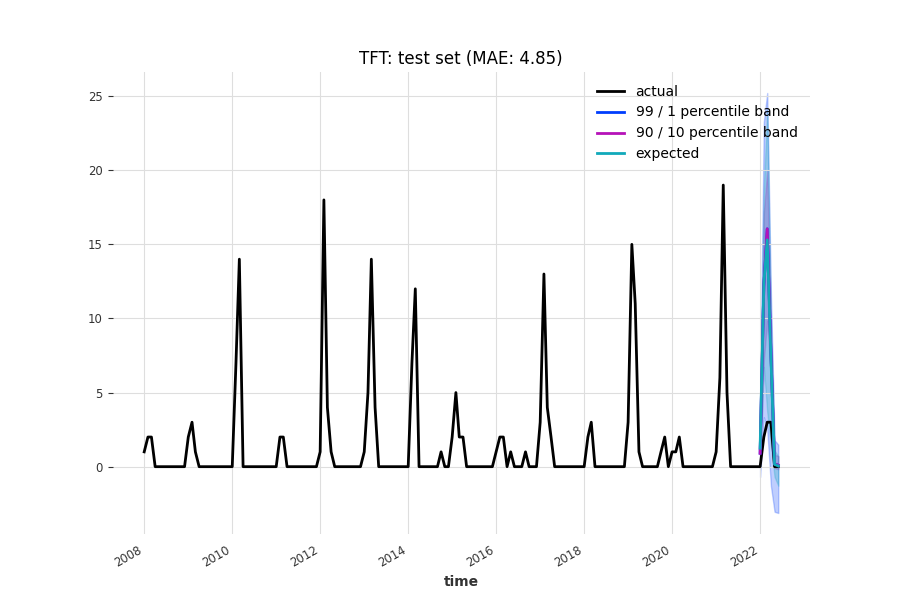 TFT: test set (MAE: 4.85)
actual
99 / 1 percentile band
90 / 10 percentile band
expected
25
20
15
10
5
0
2008
2010
2012
2014
2016
2018
2020
2022
time